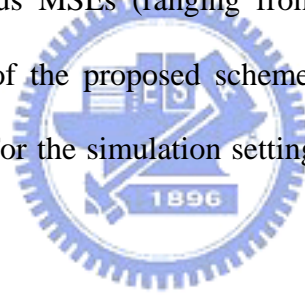 us MSEs (ranging from
of the proposed scheme
or the simulation setting
1896